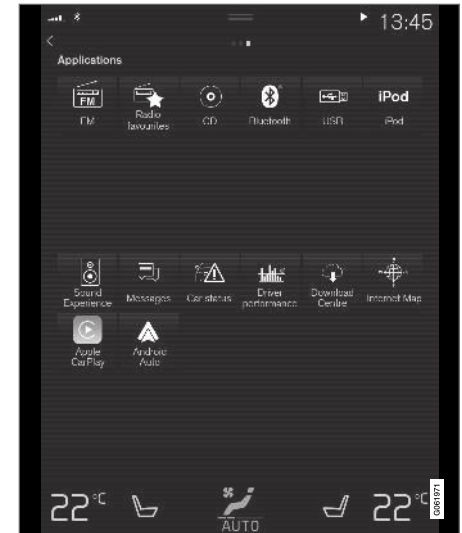 13:45
Applications
FM
iPod
FM
Radio
favourites
CD
Bluetooth
USB
iPod
Sound
Experience
Messages
Car status
Driver
performance
Download
Centre
Internet Map
Apple
CarPlay
Android
Auto
22°C
AUTO
22°C
G061971